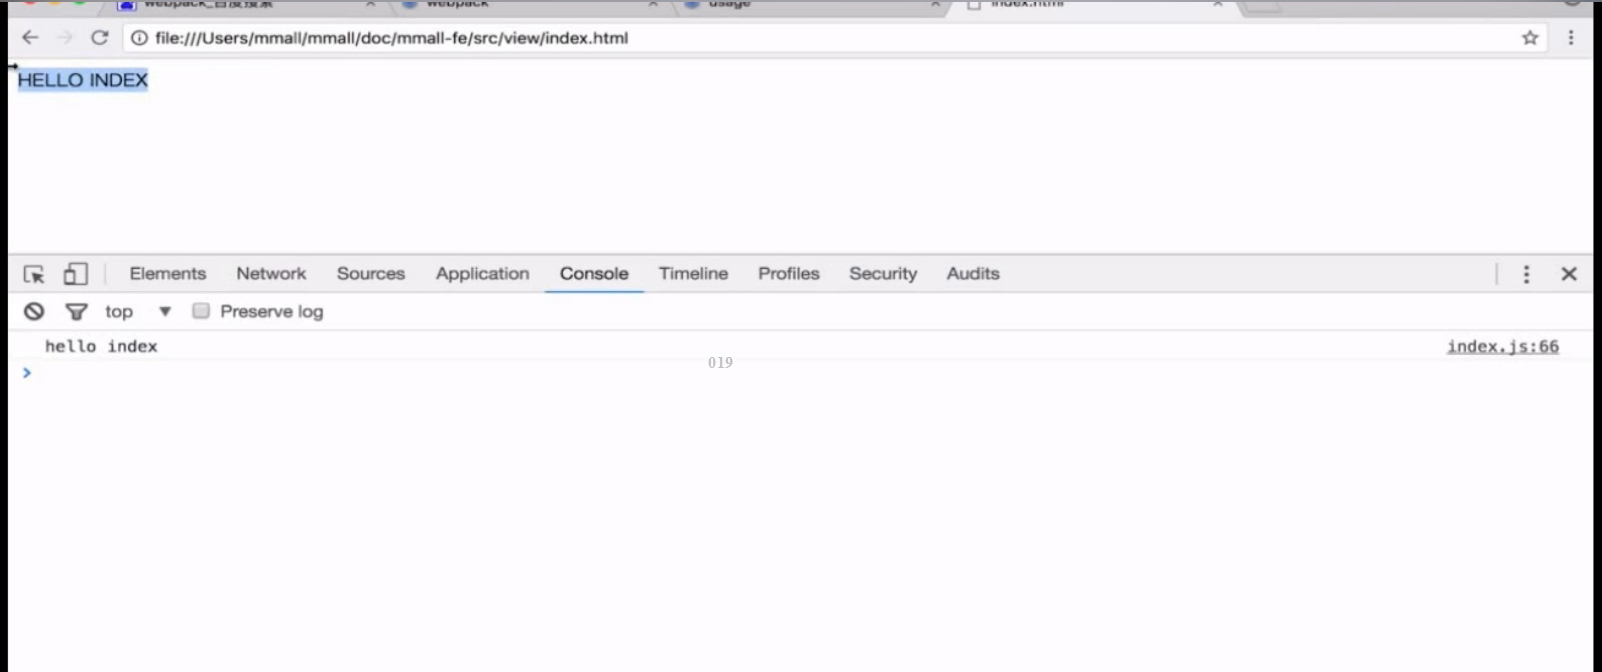 webpack_百度搜索
webpack
usage
index.html
file:///Users/mmall/mmall/doc/mmall-fe/src/view/index.html
HELLO INDEX
Elements Network Sources Application Console Timeline Profiles Security Audits
top Preserve log
hello index index.js:66
019